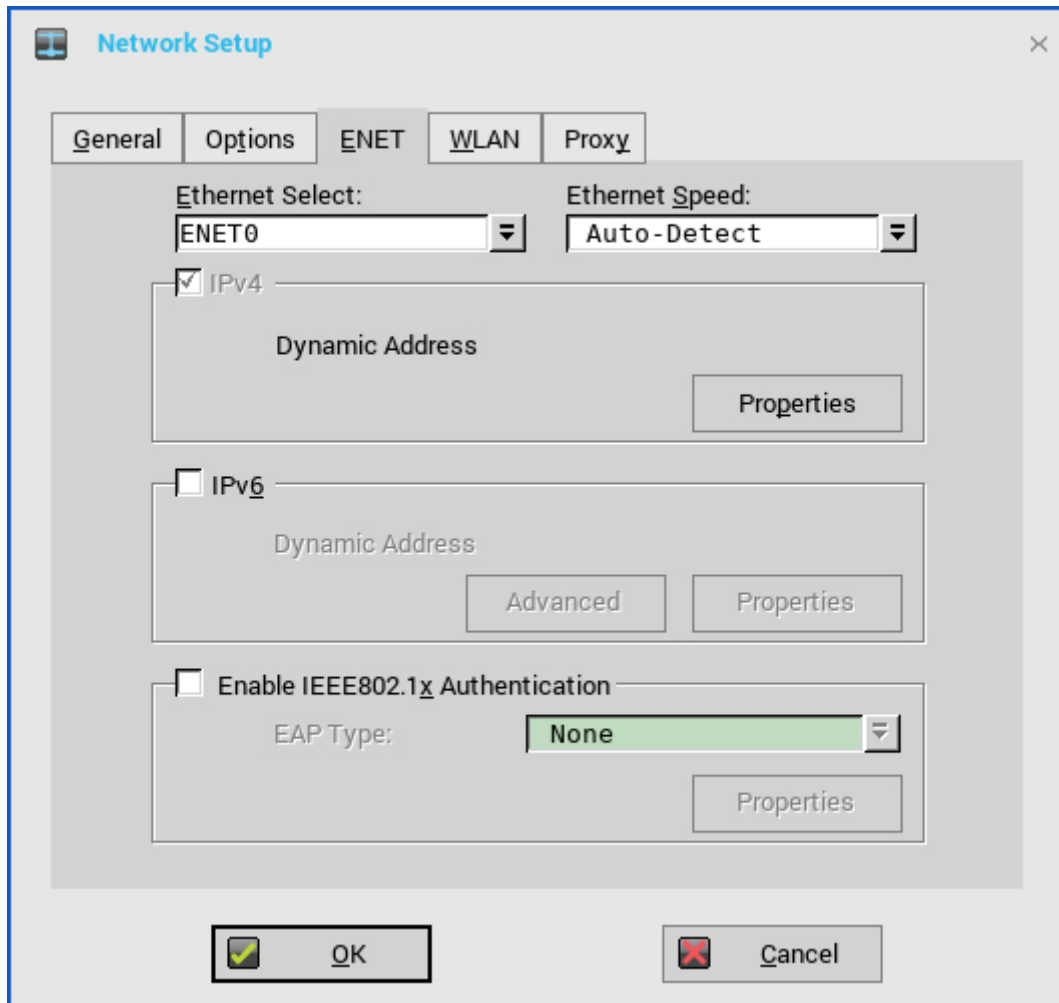 Network Setup
General Options ENET WLAN Proxy
Ethernet Select: Ethernet Speed:
ENET0 Auto-Detect
IPv4
Dynamic Address
Properties
IPv6
Dynamic Address
Advanced Properties
Enable IEEE802.1x Authentication
EAP Type: None
Properties
OK Cancel